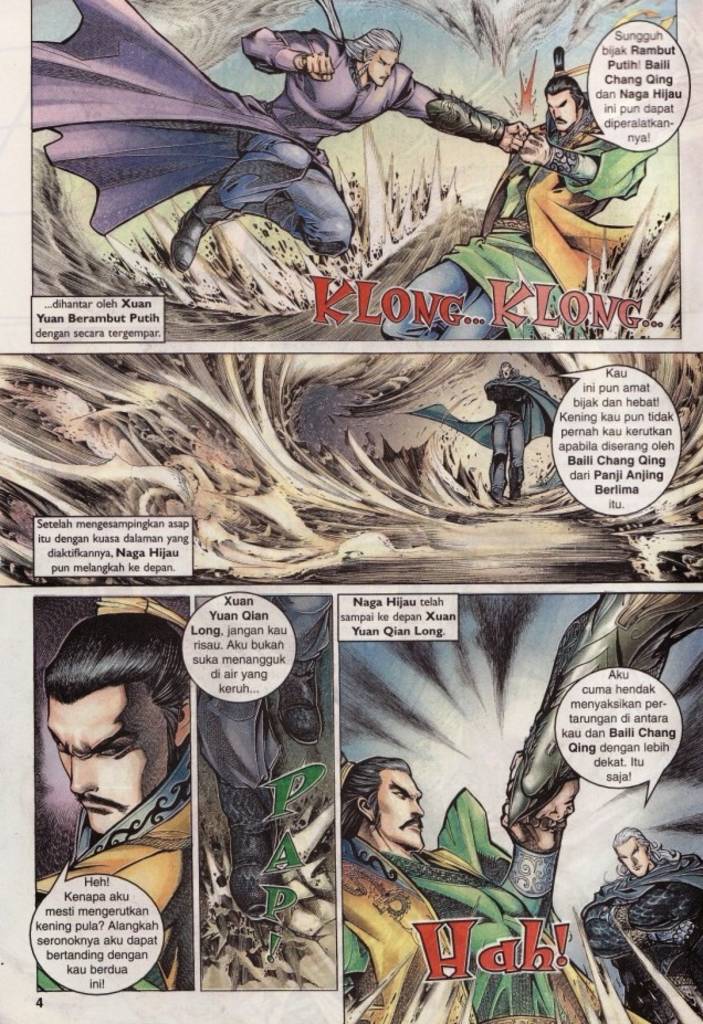 Sungguh
bijak Rambut
Putih! Baili
Chang Qing
dan Naga Hijau
ini pun dapat
diperalatkan-
nya!
...dihantar oleh Xuan
Yuan Berambut Putih
dengan secara tergempar.
KLONG... KLONG...
Kau
ini pun amat
bijak dan hebat!
Kening kau pun tidak
pernah kau kerutkan
apabila diserang oleh
Baili Chang Qing
dari Panji Anjing
Berlima
itu.
Setelah mengesampingkan asap
itu dengan kuasa dalaman yang
diaktifkannya, Naga Hijau
pun melangkah ke depan.
Heh!
Kenapa aku
mesti mengerutkan
kening pula? Alangkah
seronoknya aku dapat
bertanding dengan
kau berdua
ini!
Xuan
Yuan Qian
Long, jangan kau
risau. Aku bukan
suka menangguk
di air yang
keruh...
PAP!
Naga Hijau telah
sampai ke depan Xuan
Yuan Qian Long.
Aku
cuma hendak
menyaksikan per-
tarungan di antara
kau dan Baili Chang
Qing dengan lebih
dekat. Itu
saja!
Hah!
4